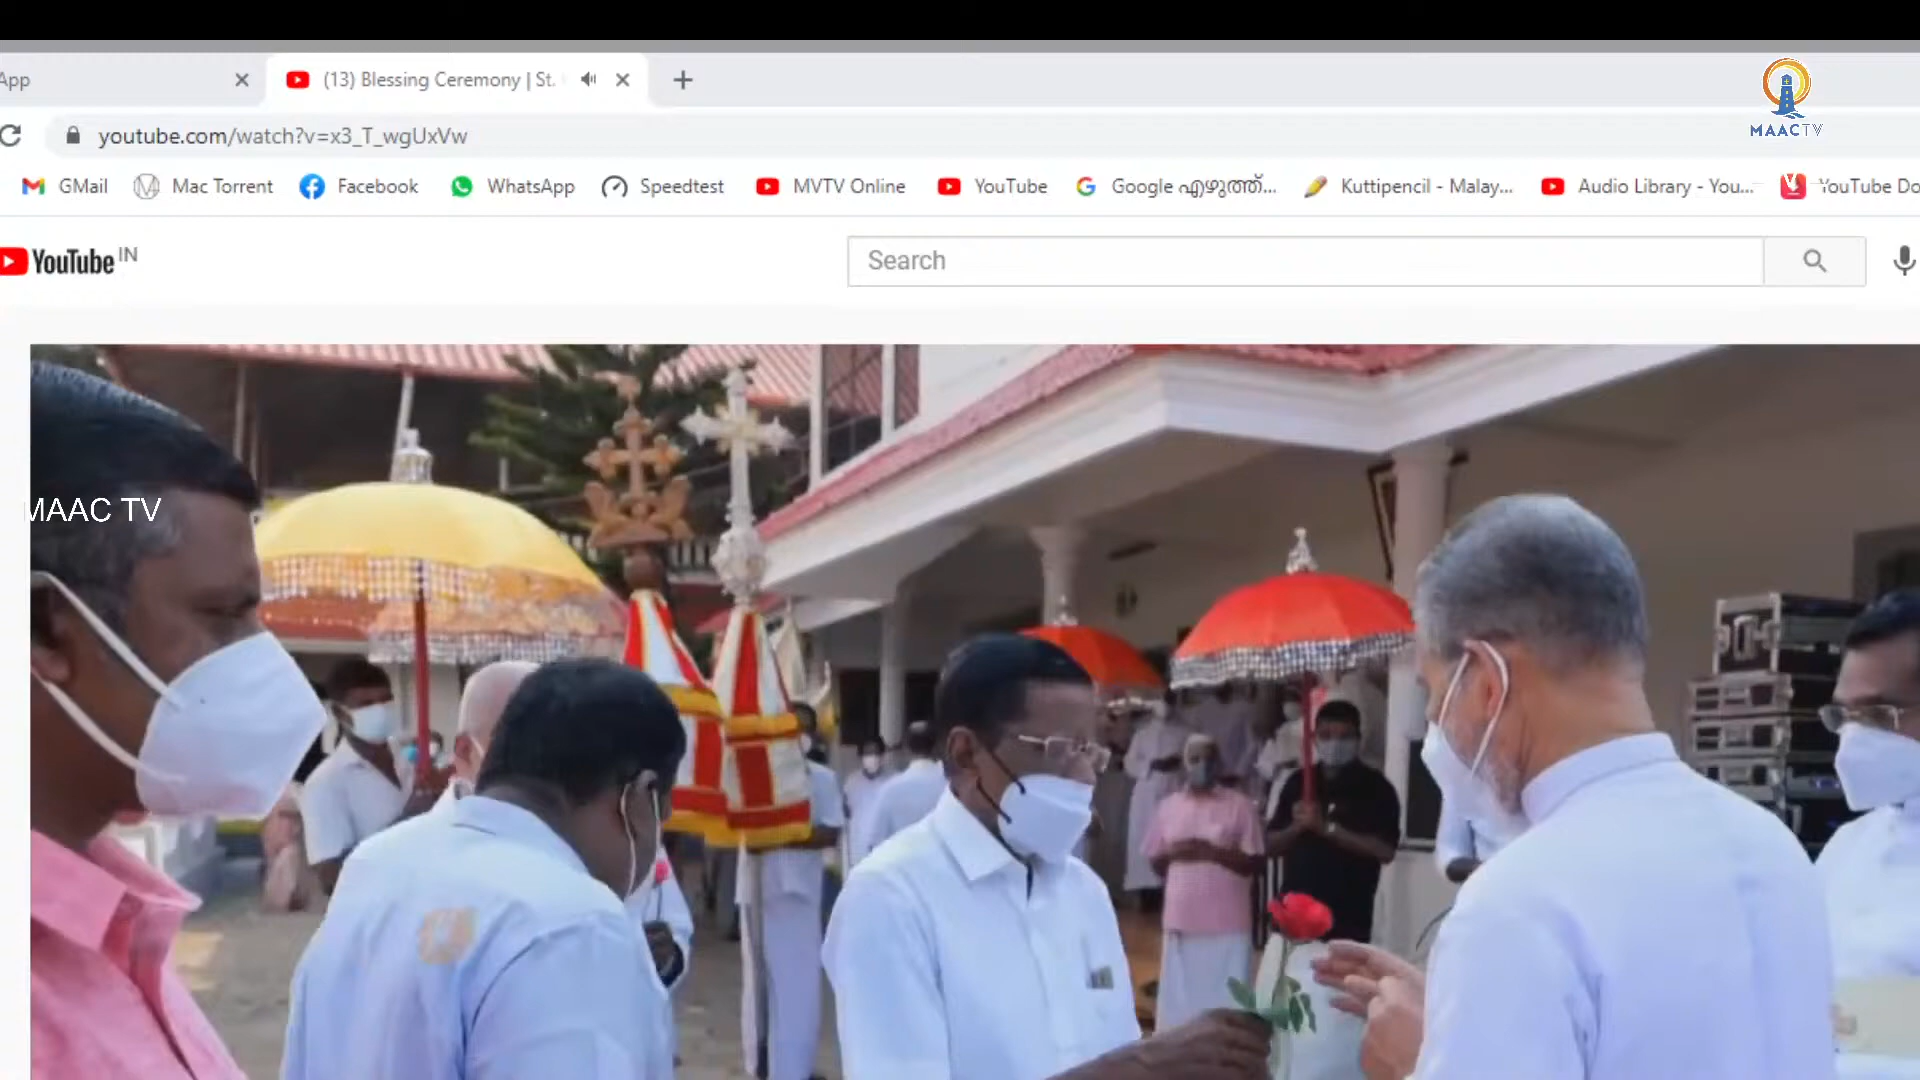 App
(13) Blessing Ceremony | St.
youtube.com/watch?v=x3_T_wgUxVw
MAACTV
GMail
Mac Torrent
Facebook
WhatsApp
Speedtest
MVTV Online
YouTube
Google എഴുത്ത്...
Kuttipencil - Malay...
Audio Library - You...
YouTube Do
YouTube IN
Search
MAAC TV